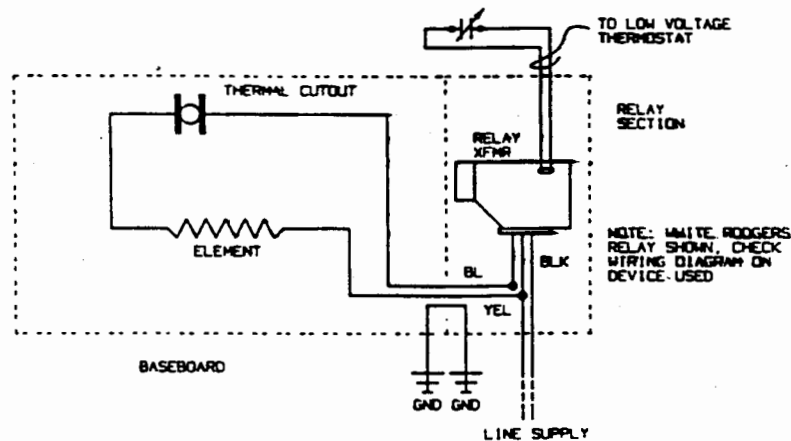 TO LOW VOLTAGE
THERMOSTAT
THERMAL CUTOUT
RELAY
SECTION
RELAY
XFMR
ELEMENT
NOTE: WHITE RODGERS
RELAY SHOWN, CHECK
WIRING DIAGRAM ON
DEVICE USED
BL
BLK
YEL
BASEBOARD
GND GND
LINE SUPPLY